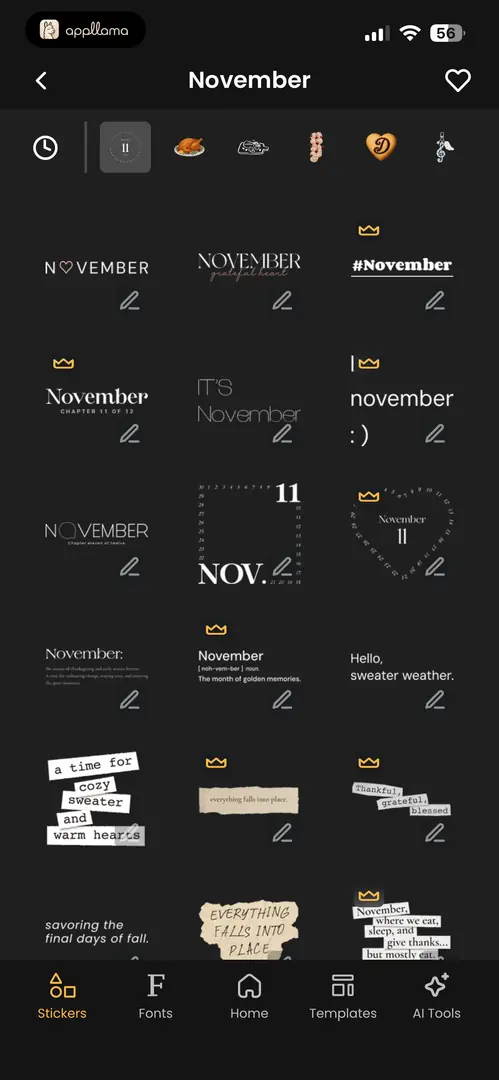 appllama
56
November
11
D
N♡VEMBER
NOVEMBER
grateful heart
#November
November
CHAPTER 11 OF 12
IT'S
November
|
november
: )
NOVEMBER
Chapter eleven of twelve
11
NOV.
November
11
November:
November
[ noh-vem-ber ] noun.
The month of golden memories.
Hello,
sweater weather.
a time for
cozy
sweater
and
warm hearts
everything falls into place.
Thankful,
grateful,
blessed
savoring the
final days of fall.
EVERYTHING
FALLS INTO
PLACE
November,
where we eat,
sleep, and
give thanks...
but mostly eat.
Stickers
Fonts
Home
Templates
AI Tools